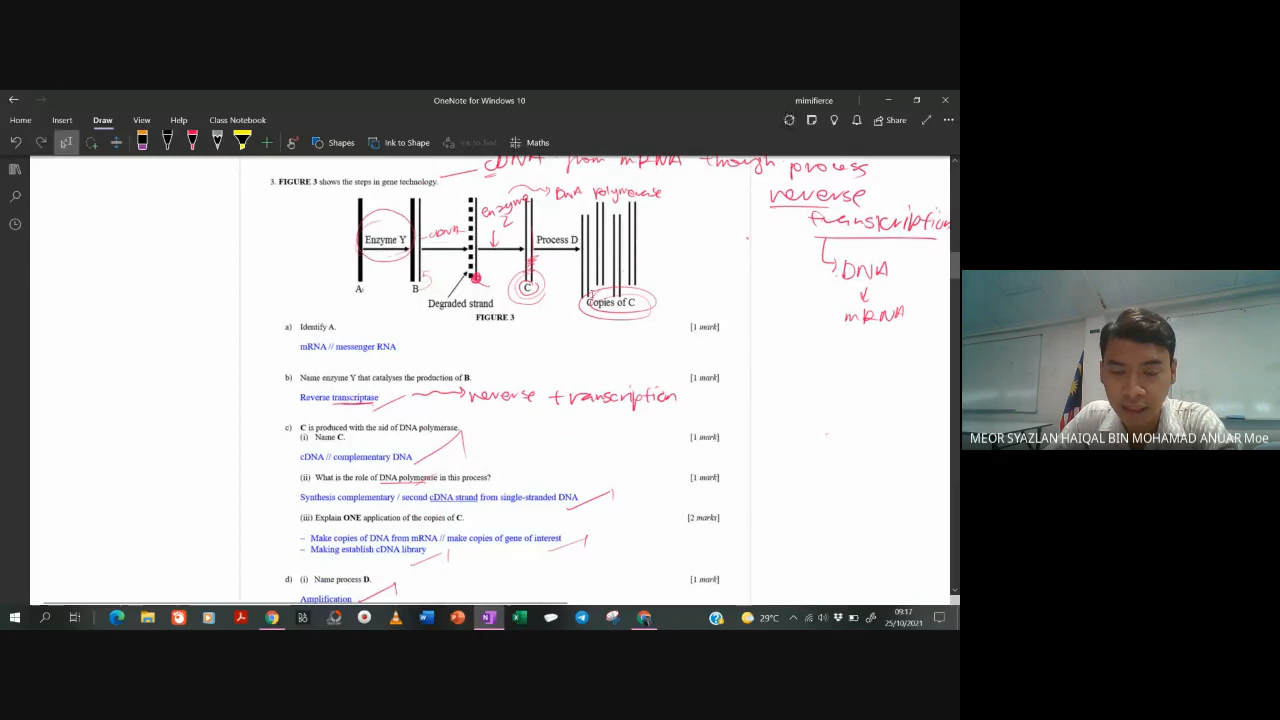 OneNote for Windows 10
mimifierce
Home Insert Draw View Help Class Notebook
Share
Shapes Ink to Shape Ink to Text Maths
cDNA from mRNA though process
reverse
transkription
DNA
mRNA
3. FIGURE 3 shows the steps in gene technology.
enzyme
Z
DNA polymerase
Enzyme Y
cDNA
Process D
A
B
C
Degraded strand
Copies of C
FIGURE 3
a) Identify A. [1 mark]
mRNA // messenger RNA
b) Name enzyme Y that catalyses the production of B. [1 mark]
Reverse transcriptase
reverse transcription
c) C is produced with the aid of DNA polymerase.
(i) Name C. [1 mark]
cDNA // complementary DNA
(ii) What is the role of DNA polymerase in this process? [1 mark]
Synthesis complementary / second cDNA strand from single-stranded DNA
(iii) Explain ONE application of the copies of C. [2 marks]
– Make copies of DNA from mRNA // make copies of gene of interest
– Making establish cDNA library
d) (i) Name process D. [1 mark]
Amplification
29°C
09:17
25/10/2021
MEOR SYAZLAN HAIQAL BIN MOHAMAD ANUAR Moe